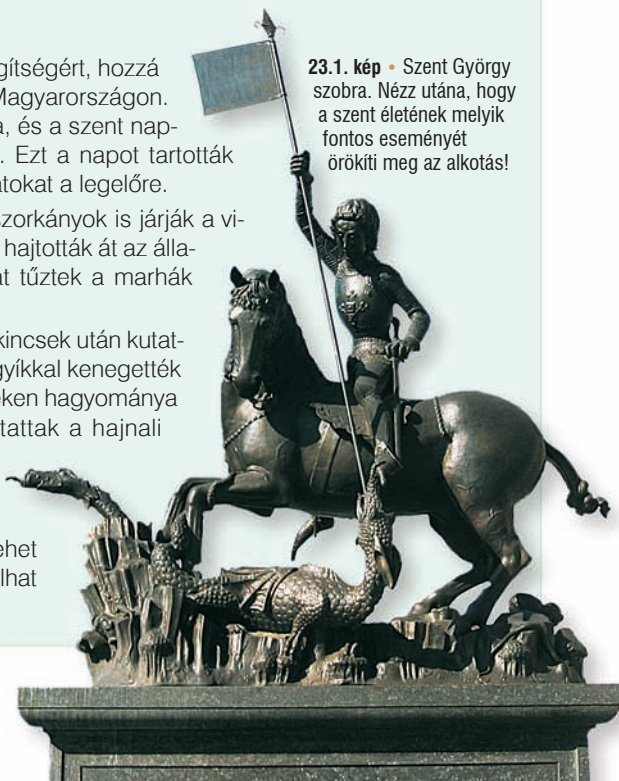 gítségért, hozzá
Magyarországon.
a, és a szent nap-
. Ezt a napot tartották
atokat a legelőre.
szorkányok is járják a vi-
hajtották át az álla-
at tűztek a marhák
kincsek után kutat-
gyíkkal kenegették
eken hagyománya
tattak a hajnali
ehet
lhat
23.1. kép • Szent György
szobra. Nézz utána, hogy
a szent életének melyik
fontos eseményét
örökíti meg az alkotás!